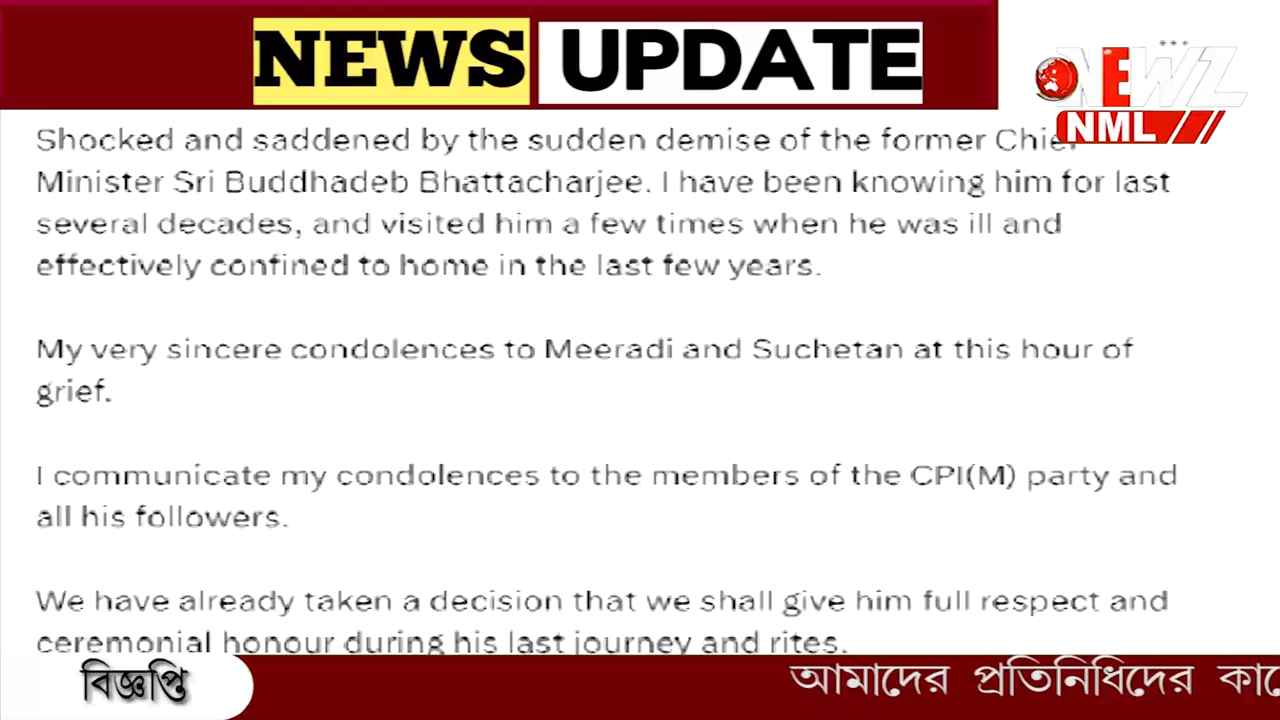 NEWS UPDATE
NEWZ
NML
Shocked and saddened by the sudden demise of the former Chief
Minister Sri Buddhadeb Bhattacharjee. I have been knowing him for last
several decades, and visited him a few times when he was ill and
effectively confined to home in the last few years.
My very sincere condolences to Meeradi and Suchetan at this hour of
grief.
I communicate my condolences to the members of the CPI(M) party and
all his followers.
We have already taken a decision that we shall give him full respect and
ceremonial honour during his last journey and rites.
বিজ্ঞপ্তি
আমাদের প্রতিনিধিদের